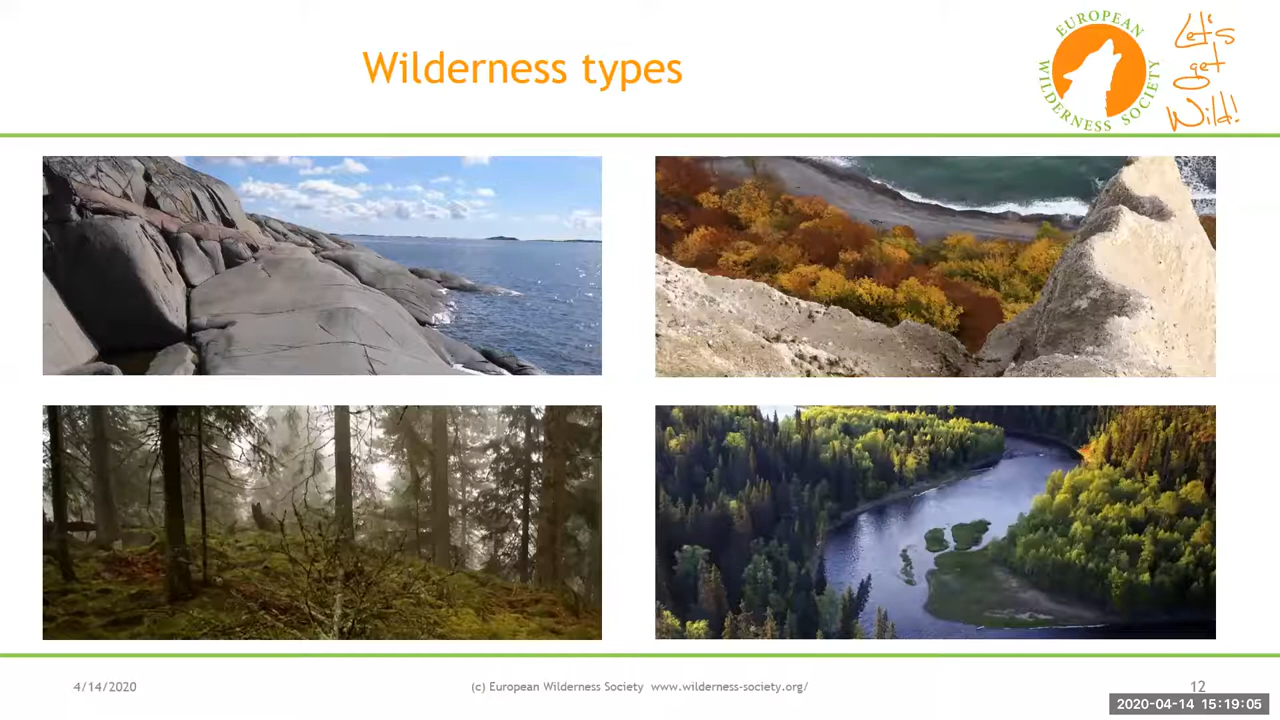 Wilderness types
EUROPEAN
WILDERNESS SOCIETY
Let's
get
Wild!
4/14/2020
(c) European Wilderness Society www.wilderness-society.org/
12
2020-04-14 15:19:05